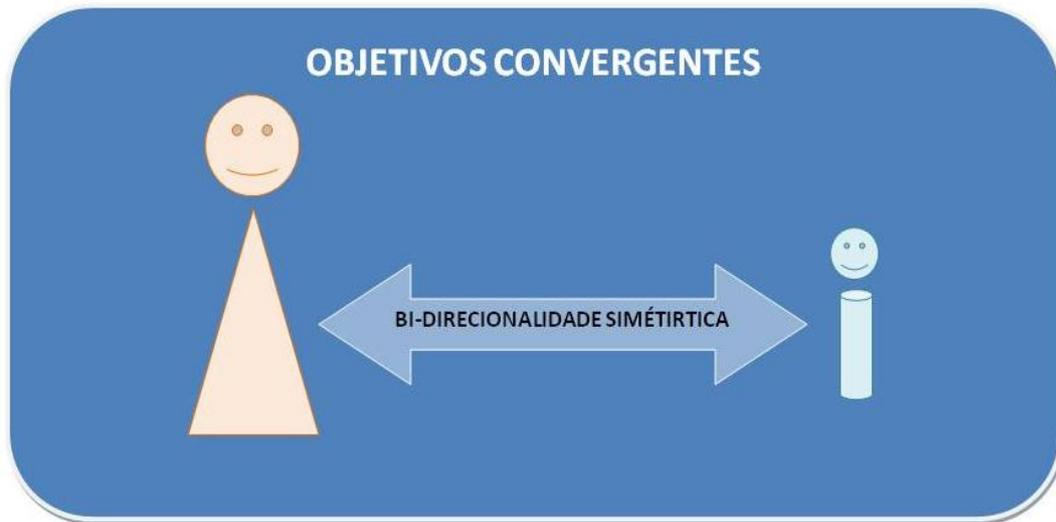 OBJETIVOS CONVERGENTES
BI-DIRECIONALIDADE SIMÉTIRTICA